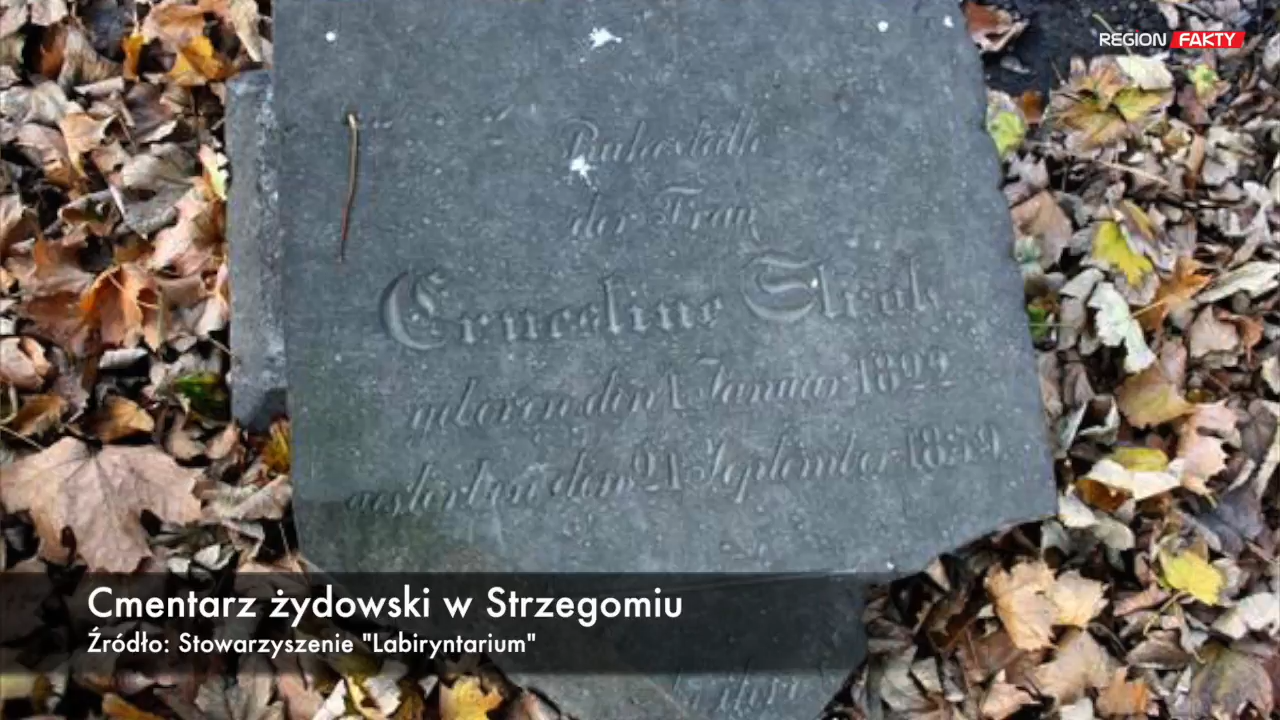 REGION FAKTY
Ruhestätte
der Frau
Ernestine
geboren den 1 Januar 1822
gestorben den 21 September
Cmentarz żydowski w Strzegomiu
Źródło: Stowarzyszenie "Labiryntarium"